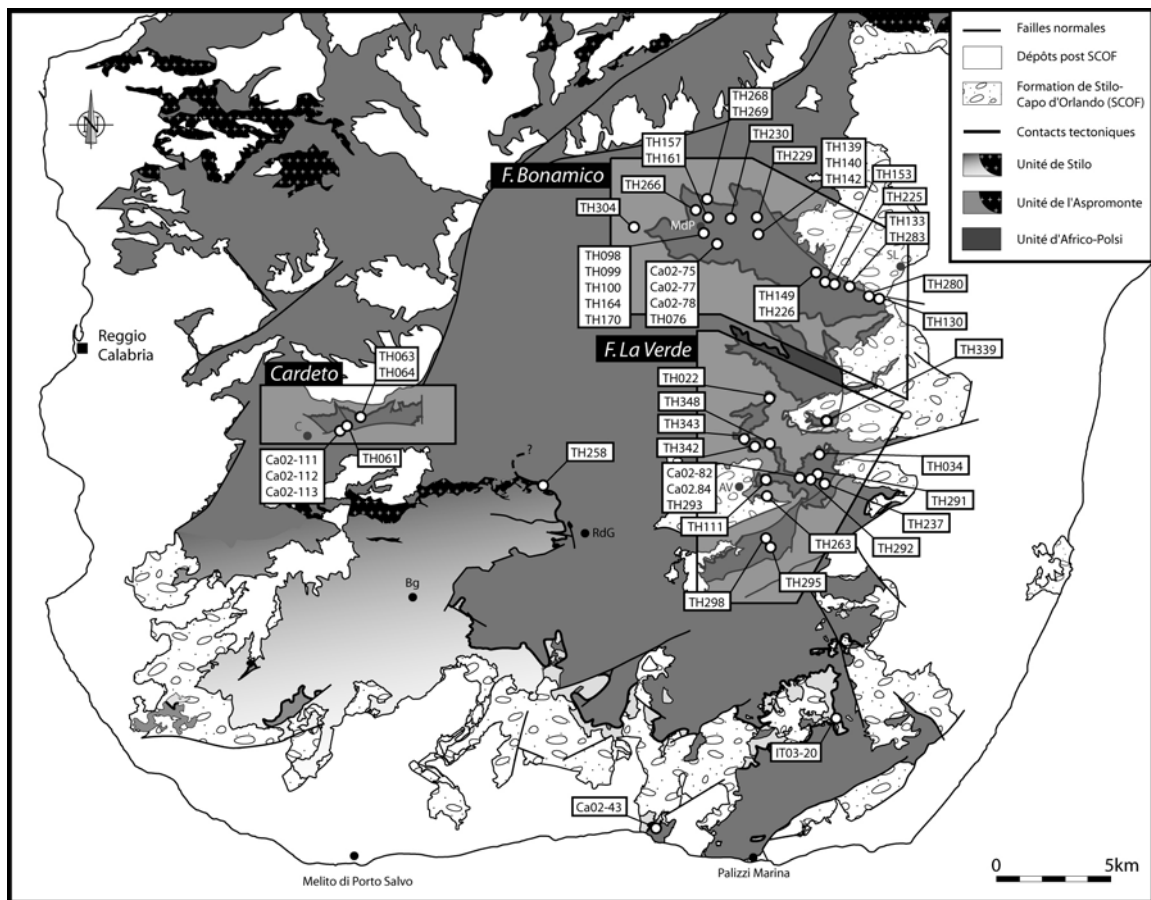 Failles normales
Dépôts post SCOF
Formation de Stilo-
Capo d'Orlando (SCOF)
Contacts tectoniques
Unité de Stilo
Unité de l'Aspromonte
Unité d'Africo-Polsi
N
TH268
TH269
TH157
TH161
TH230
TH229
TH139
TH140
TH142
TH153
TH225
TH133
TH283
F. Bonamico
TH266
TH304
MdP
SL
TH098
TH099
TH100
TH164
TH170
Ca02-75
Ca02-77
Ca02-78
TH076
TH149
TH226
TH280
TH130
F. La Verde
TH339
Reggio
Calabria
TH063
TH064
Cardeto
C
TH022
TH348
TH343
TH342
Ca02-111
Ca02-112
Ca02-113
TH061
?
TH258
Ca02-82
Ca02.84
TH293
AV
TH034
TH291
TH237
TH111
TH263
TH292
RdG
TH295
TH298
Bg
IT03-20
Ca02-43
Melito di Porto Salvo
Palizzi Marina
0 5km